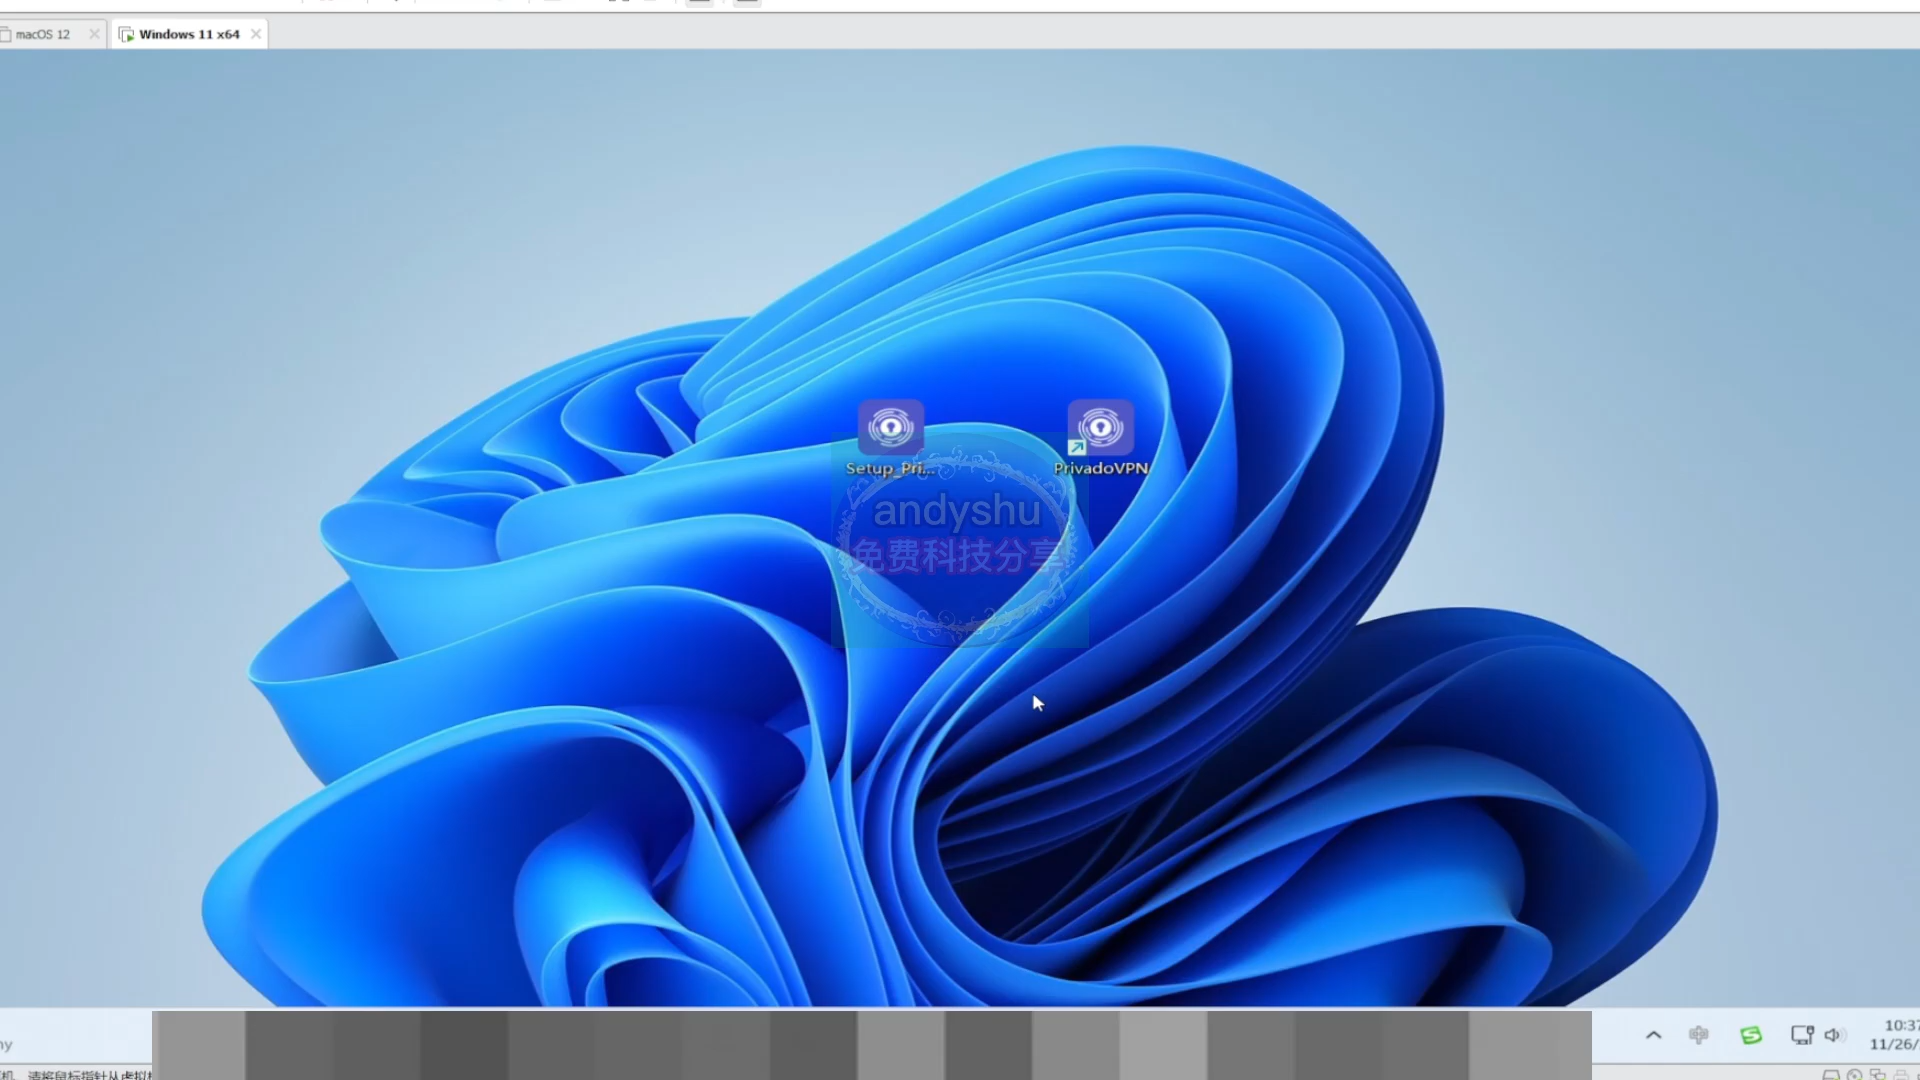 macOS 12
Windows 11 x64
Setup_Pri...
PrivadoVPN
andyshu
免费科技分享
10:37
11/26/